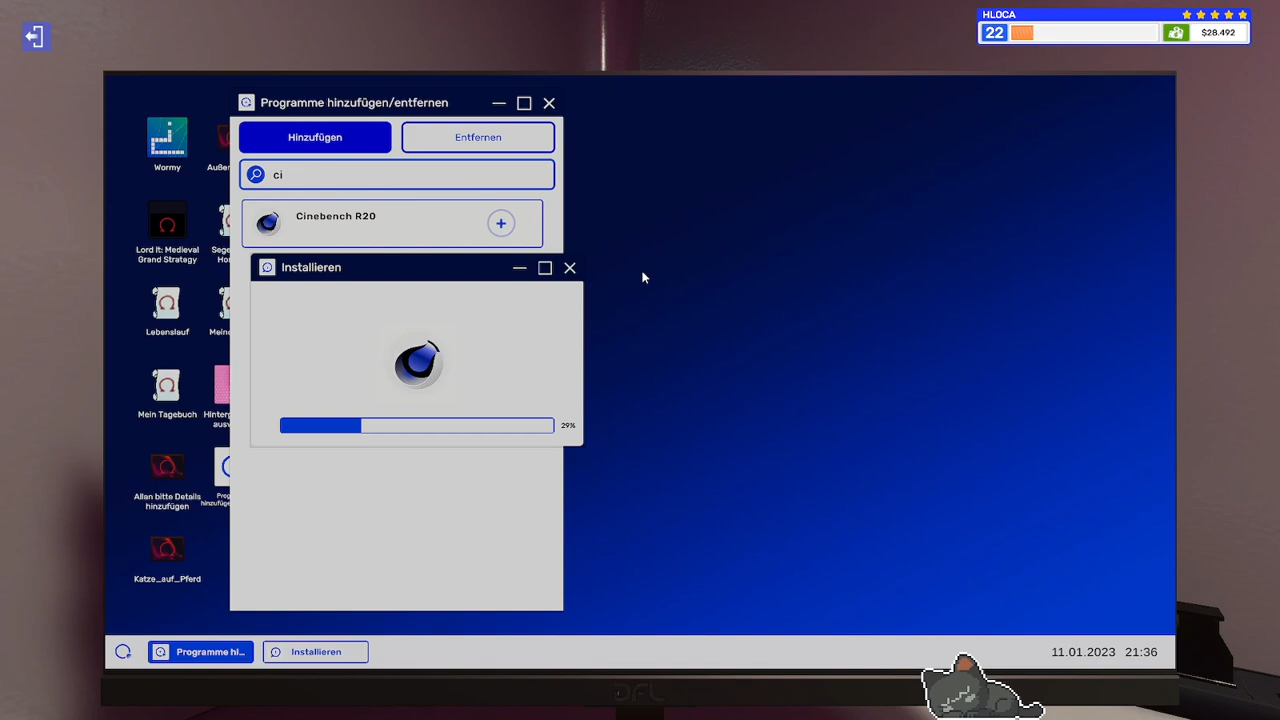 HLOCA
22
$28.492
Programme hinzufügen/entfernen
Hinzufügen
Entfernen
ci
Cinebench R20
Installieren
29%
Wormy
Lord It: Medieval
Grand Strategy
Lebenslauf
Mein Tagebuch
Allan bitte Details
hinzufügen
Katze_auf_Pferd
Programme hi...
Installieren
11.01.2023 21:36
DFL